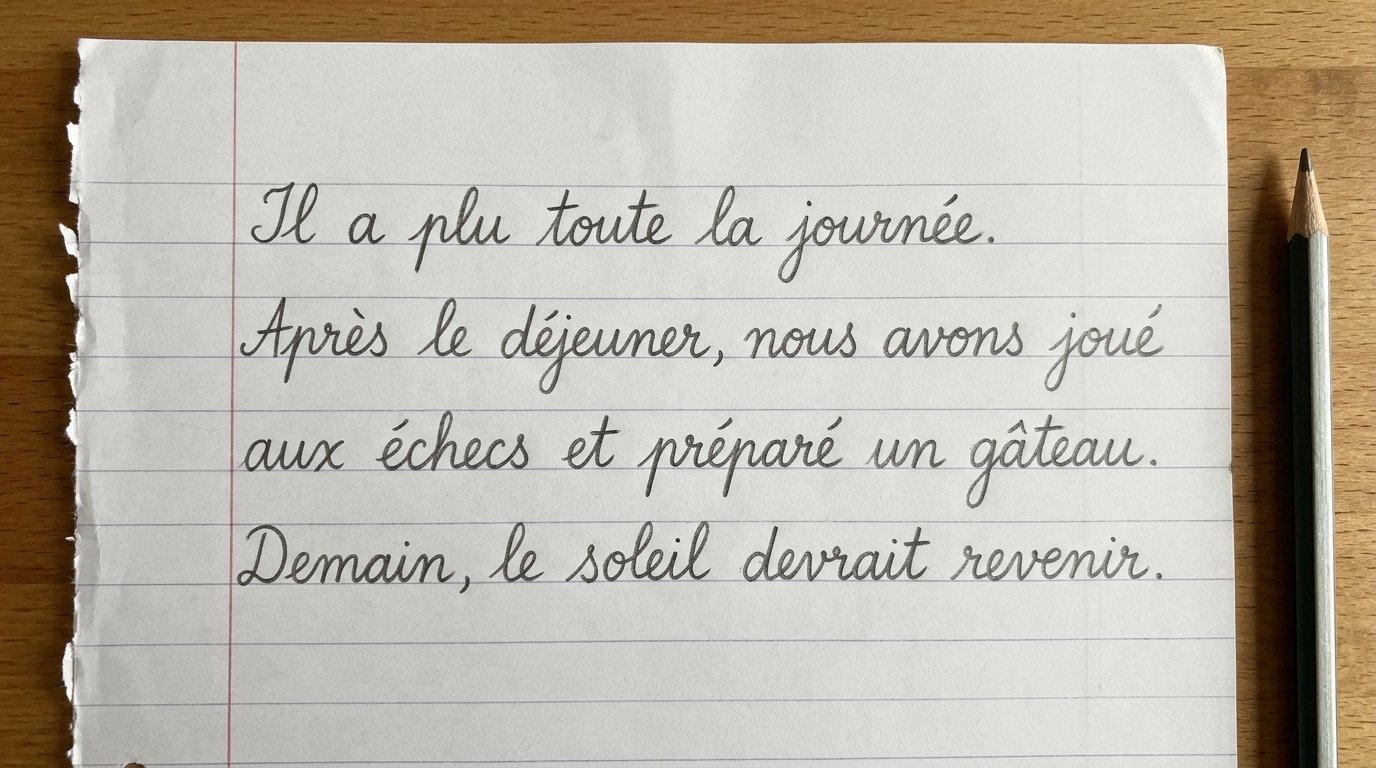 Il a plu toute la journée.
Après le déjeuner, nous avons joué
aux échecs et préparé un gâteau.
Demain, le soleil devrait revenir.